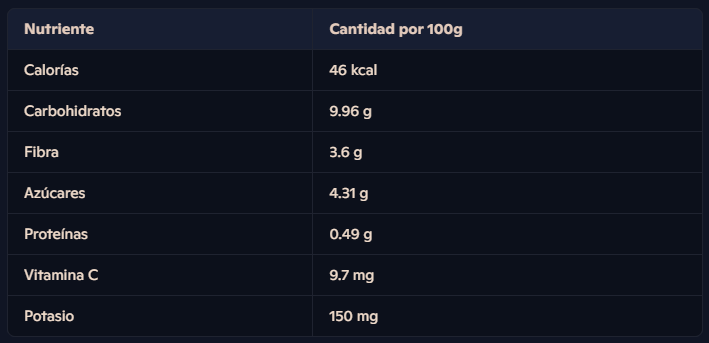 Nutriente Cantidad por 100g
Calorías 46 kcal
Carbohidratos 9.96 g
Fibra 3.6 g
Azúcares 4.31 g
Proteínas 0.49 g
Vitamina C 9.7 mg
Potasio 150 mg